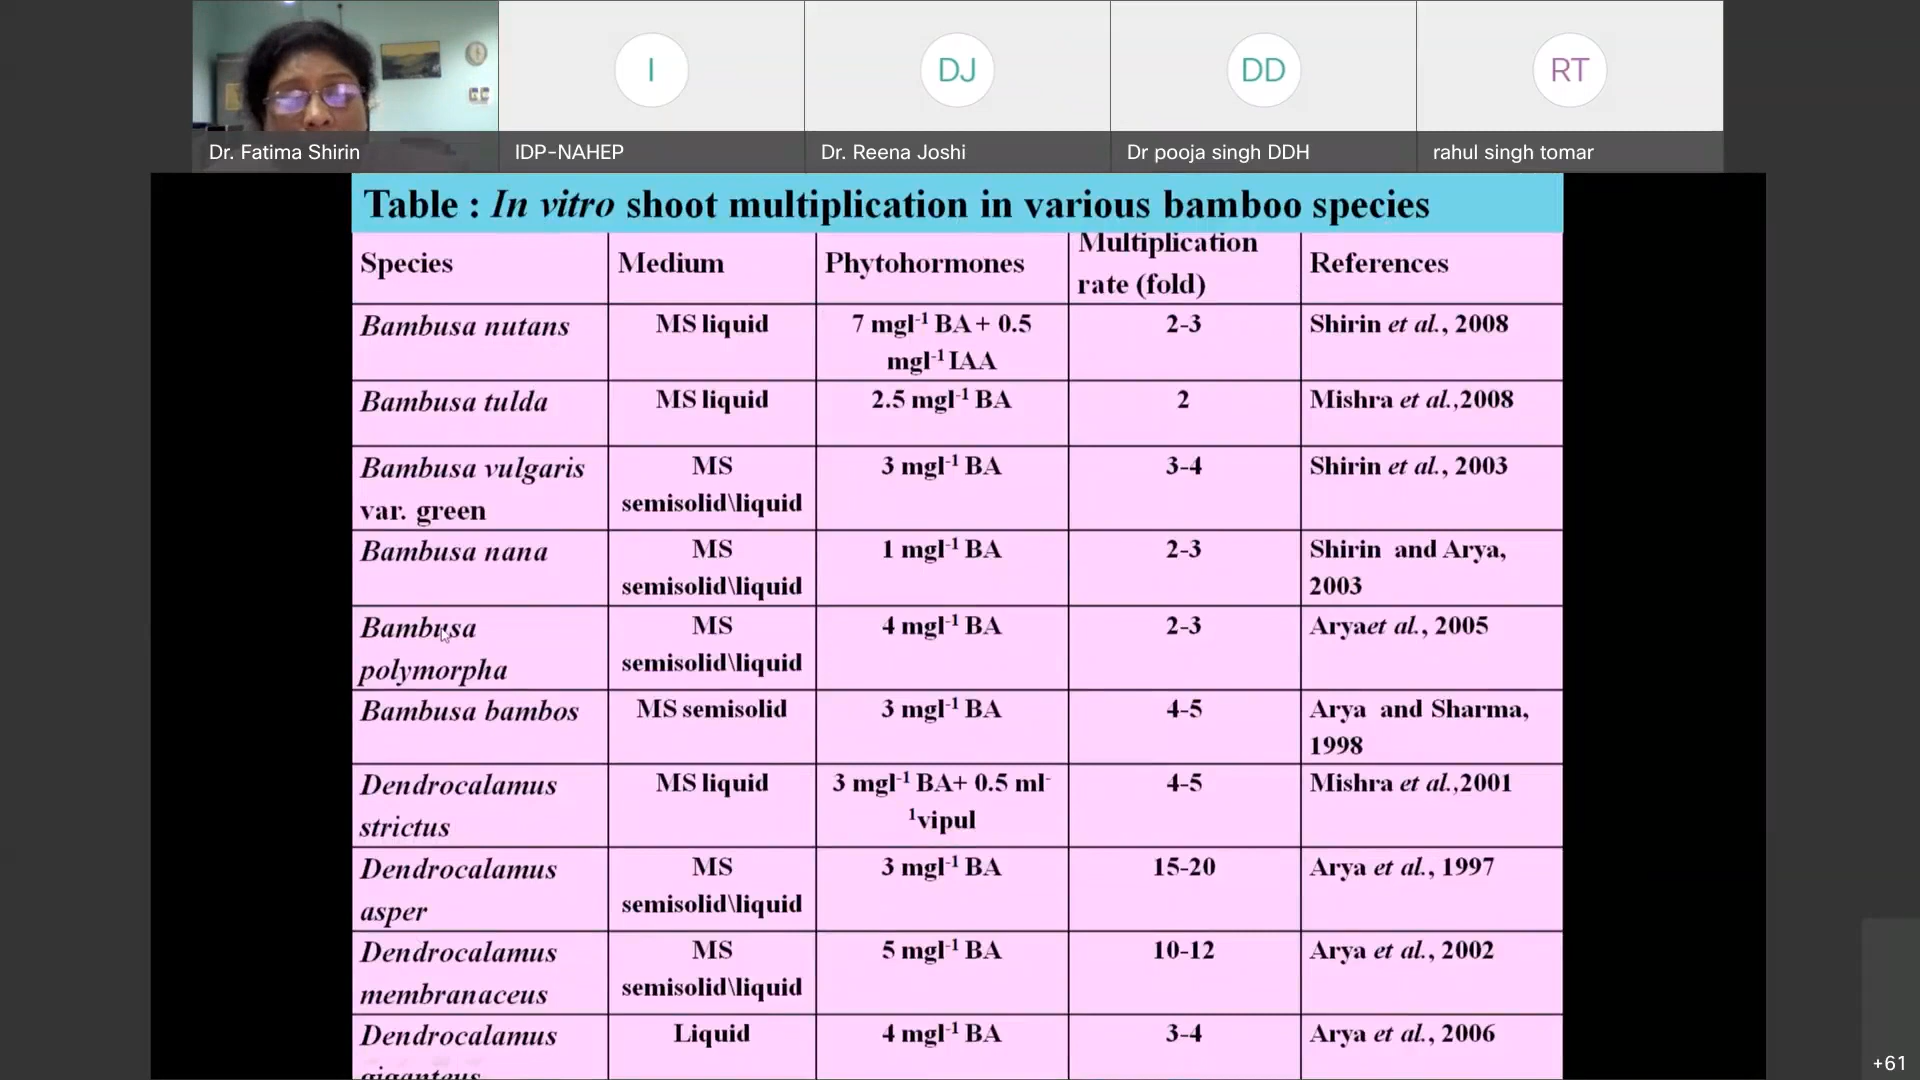 I
DJ
DD
RT
Dr. Fatima Shirin
IDP-NAHEP
Dr. Reena Joshi
Dr pooja singh DDH
rahul singh tomar
Table : In vitro shoot multiplication in various bamboo species
Species
Medium
Phytohormones
Multiplication
rate (fold)
References
Bambusa nutans
MS liquid
7 mgl-1 BA + 0.5
mgl-1 IAA
2-3
Shirin et al., 2008
Bambusa tulda
MS liquid
2.5 mgl-1 BA
2
Mishra et al.,2008
Bambusa vulgaris
var. green
MS
semisolid\liquid
3 mgl-1 BA
3-4
Shirin et al., 2003
Bambusa nana
MS
semisolid\liquid
1 mgl-1 BA
2-3
Shirin and Arya,
2003
Bambusa
polymorpha
MS
semisolid\liquid
4 mgl-1 BA
2-3
Aryaet al., 2005
Bambusa bambos
MS semisolid
3 mgl-1 BA
4-5
Arya and Sharma,
1998
Dendrocalamus
strictus
MS liquid
3 mgl-1 BA+ 0.5 ml-
1vipul
4-5
Mishra et al.,2001
Dendrocalamus
asper
MS
semisolid\liquid
3 mgl-1 BA
15-20
Arya et al., 1997
Dendrocalamus
membranaceus
MS
semisolid\liquid
5 mgl-1 BA
10-12
Arya et al., 2002
Dendrocalamus
giganteus
Liquid
4 mgl-1 BA
3-4
Arya et al., 2006
+61